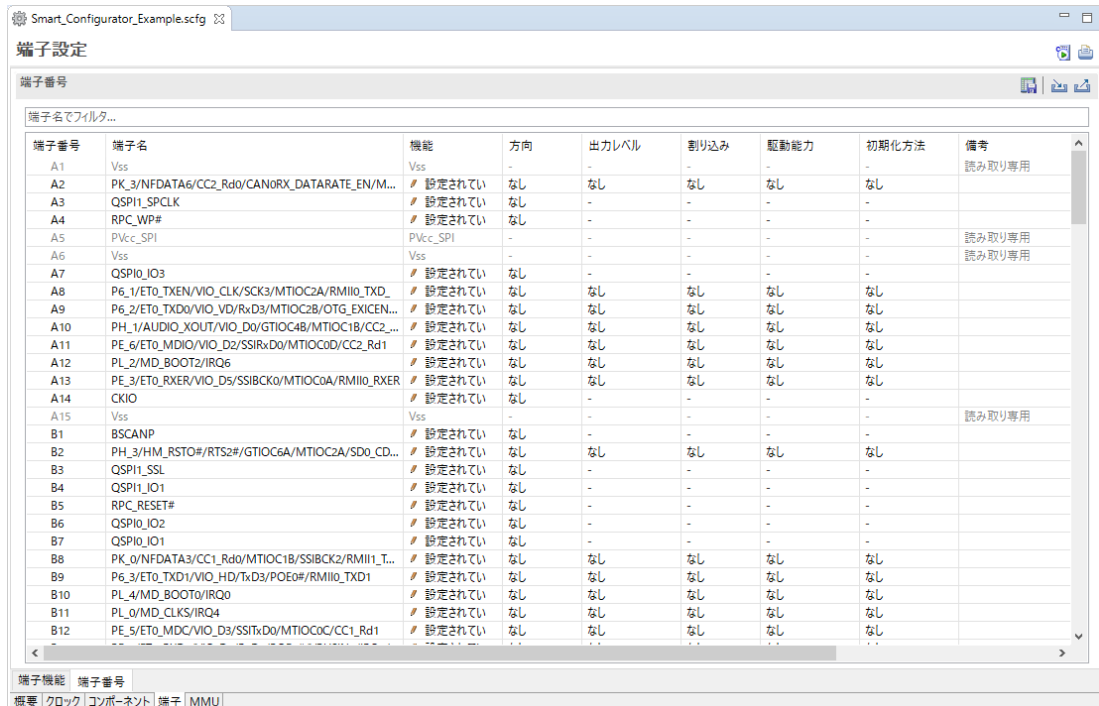 Smart_Configurator_Example.scfg
端子設定
端子番号
端子名でフィルタ...
端子番号 端子名 機能 方向 出力レベル 割り込み 駆動能力 初期化方法 備考
A1 Vss Vss - - - - - 読み取り専用
A2 PK_3/NFDATA6/CC2_Rd0/CAN0RX_DATARATE_EN/M... 設定されてい なし なし なし なし なし
A3 QSPI1_SPCLK 設定されてい なし - - - -
A4 RPC_WP# 設定されてい なし - - - -
A5 PVcc_SPI PVcc_SPI - - - - - 読み取り専用
A6 Vss Vss - - - - - 読み取り専用
A7 QSPI0_IO3 設定されてい なし - - - -
A8 P6_1/ET0_TXEN/VIO_CLK/SCK3/MTIOC2A/RMII0_TXD_ 設定されてい なし なし なし なし なし
A9 P6_2/ET0_TXD0/VIO_VD/RxD3/MTIOC2B/OTG_EXICEN... 設定されてい なし なし なし なし なし
A10 PH_1/AUDIO_XOUT/VIO_D0/GTIOC4B/MTIOC1B/CC2_... 設定されてい なし なし なし なし なし
A11 PE_6/ET0_MDIO/VIO_D2/SSIRxD0/MTIOC0D/CC2_Rd1 設定されてい なし なし なし なし なし
A12 PL_2/MD_BOOT2/IRQ6 設定されてい なし なし なし なし なし
A13 PE_3/ET0_RXER/VIO_D5/SSIBCK0/MTIOC0A/RMII0_RXER 設定されてい なし なし なし なし なし
A14 CKIO 設定されてい なし - - - -
A15 Vss Vss - - - - - 読み取り専用
B1 BSCANP 設定されてい なし - - - -
B2 PH_3/HM_RSTO#/RTS2#/GTIOC6A/MTIOC2A/SD0_CD... 設定されてい なし なし なし なし なし
B3 QSPI1_SSL 設定されてい なし - - - -
B4 QSPI1_IO1 設定されてい なし - - - -
B5 RPC_RESET# 設定されてい なし - - - -
B6 QSPI0_IO2 設定されてい なし - - - -
B7 QSPI0_IO1 設定されてい なし - - - -
B8 PK_0/NFDATA3/CC1_Rd0/MTIOC1B/SSIBCK2/RMII1_T... 設定されてい なし なし なし なし なし
B9 P6_3/ET0_TXD1/VIO_HD/TxD3/POE0#/RMII0_TXD1 設定されてい なし なし なし なし なし
B10 PL_4/MD_BOOT0/IRQ0 設定されてい なし なし なし なし なし
B11 PL_0/MD_CLKS/IRQ4 設定されてい なし なし なし なし なし
B12 PE_5/ET0_MDC/VIO_D3/SSITxD0/MTIOC0C/CC1_Rd1 設定されてい なし なし なし なし なし
端子機能 端子番号
概要 クロック コンポーネント 端子 MMU